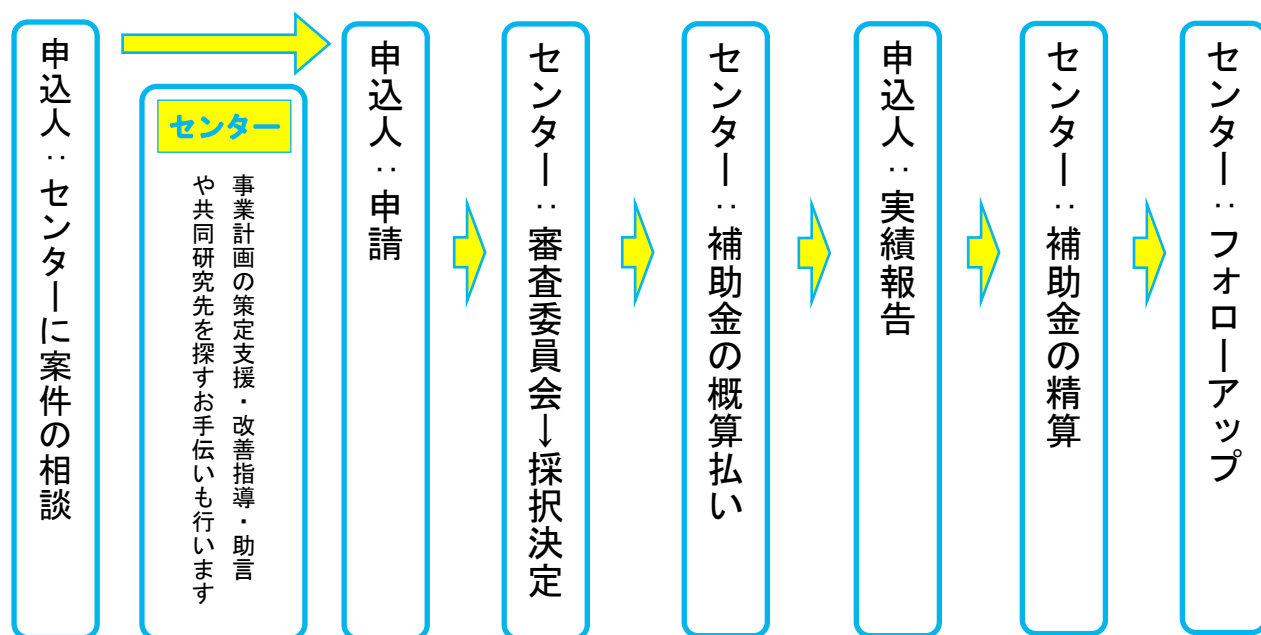 申込人：センターに案件の相談
センター
事業計画の策定支援・改善指導・助言
や共同研究先を探すお手伝いも行います
申込人：申請
センター：審査委員会→採択決定
センター：補助金の概算払い
申込人：実績報告
センター：補助金の精算
センター：フォローアップ